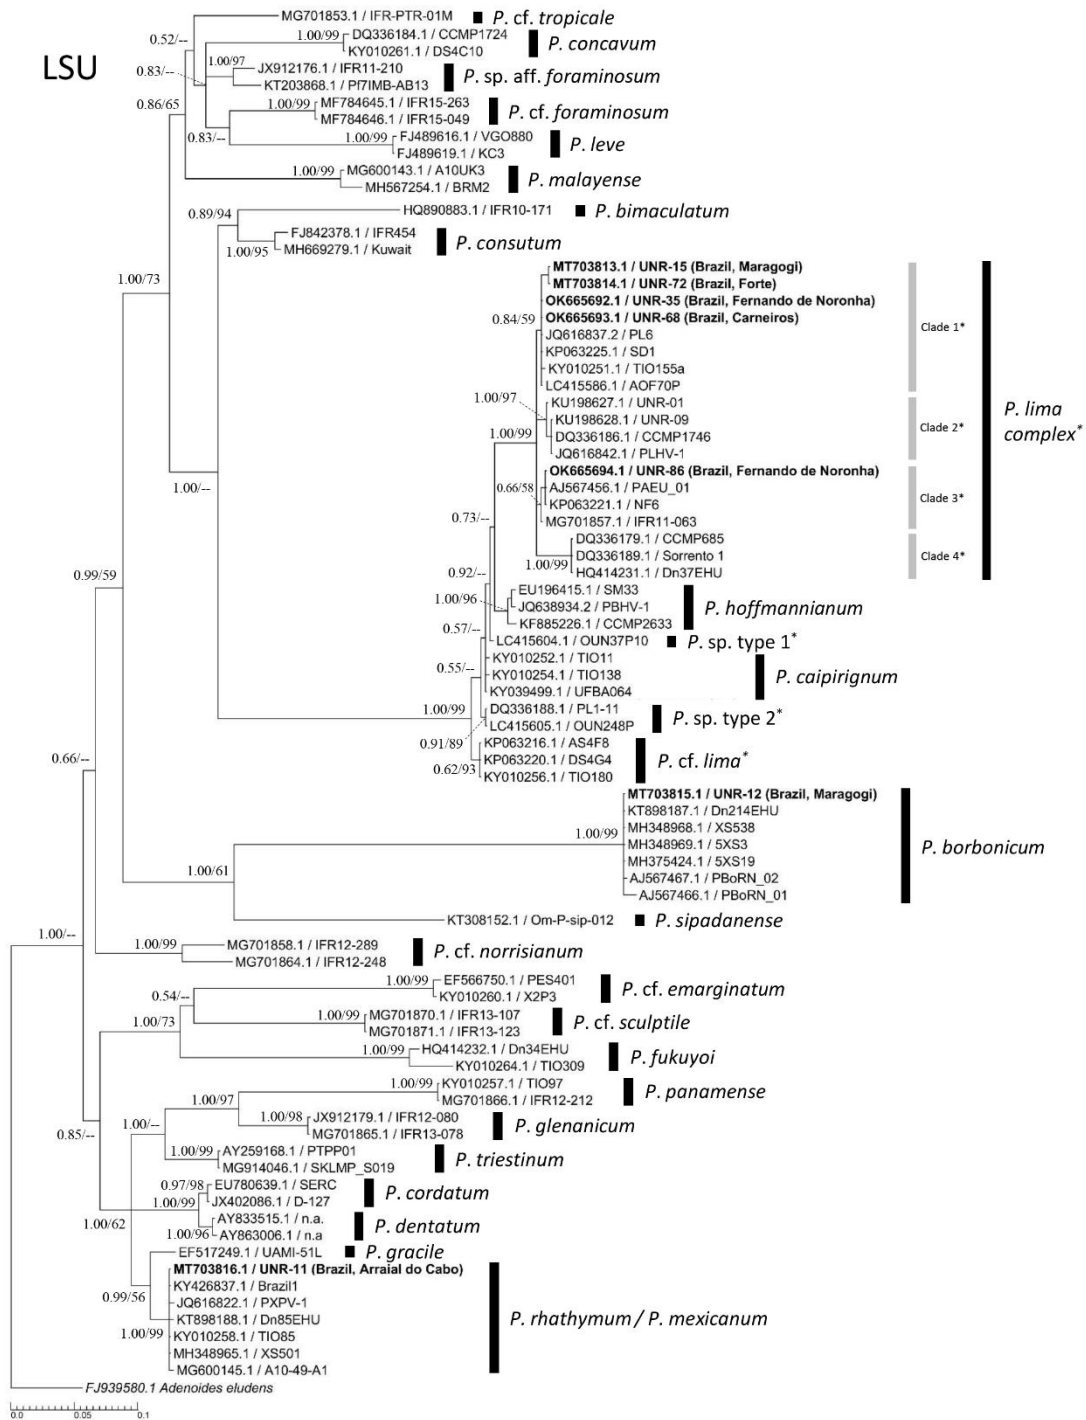 LSU
MG701853.1 / IFR-PTR-01M
P. cf. tropicale
0.52/--
1.00/99
DQ336184.1 / CCMP1724
KY010261.1 / DS4C10
P. concavum
0.83/--
1.00/97
JX912176.1 / IFR11-210
KT203868.1 / Pf7IMB-AB13
P. sp. aff. foraminosum
0.86/65
1.00/99
MF784645.1 / IFR15-263
MF784646.1 / IFR15-049
P. cf. foraminosum
0.83/--
1.00/99
FJ489616.1 / VGO880
FJ489619.1 / KC3
P. leve
1.00/99
MG600143.1 / A10UK3
MH567254.1 / BRM2
P. malayense
0.89/94
HQ890883.1 / IFR10-171
P. bimaculatum
1.00/95
FJ842378.1 / IFR454
MH669279.1 / Kuwait
P. consutum
1.00/73
MT703813.1 / UNR-15 (Brazil, Maragogi)
MT703814.1 / UNR-72 (Brazil, Forte)
OK665692.1 / UNR-35 (Brazil, Fernando de Noronha)
OK665693.1 / UNR-68 (Brazil, Carneiros)
0.84/59
JQ616837.2 / PL6
KP063225.1 / SD1
KY010251.1 / TIO155a
LC415586.1 / AOF70P
Clade 1*
1.00/97
KU198627.1 / UNR-01
KU198628.1 / UNR-09
DQ336186.1 / CCMP1746
JQ616842.1 / PLHV-1
Clade 2*
P. lima
complex*
1.00/99
1.00/--
OK665694.1 / UNR-86 (Brazil, Fernando de Noronha)
0.66/58
AJ567456.1 / PAEU_01
KP063221.1 / NF6
MG701857.1 / IFR11-063
Clade 3*
0.73/--
DQ336179.1 / CCMP685
DQ336189.1 / Sorrento 1
1.00/99
HQ414231.1 / Dn37EHU
Clade 4*
0.99/59
0.92/--
1.00/96
EU196415.1 / SM33
JQ638934.2 / PBHV-1
KF885226.1 / CCMP2633
P. hoffmannianum
0.57/--
LC415604.1 / OUN37P10
P. sp. type 1*
0.55/--
KY010252.1 / TIO11
KY010254.1 / TIO138
KY039499.1 / UFBA064
P. caipirignum
1.00/99
DQ336188.1 / PL1-11
LC415605.1 / OUN248P
P. sp. type 2*
0.91/89
0.62/93
KP063216.1 / AS4F8
KP063220.1 / DS4G4
KY010256.1 / TIO180
P. cf. lima*
0.66/--
MT703815.1 / UNR-12 (Brazil, Maragogi)
KT898187.1 / Dn214EHU
MH348968.1 / XS538
1.00/99
MH348969.1 / 5XS3
MH375424.1 / 5XS19
AJ567467.1 / PBoRN_02
AJ567466.1 / PBoRN_01
P. borbonicum
1.00/61
KT308152.1 / Om-P-sip-012
P. sipadanense
1.00/--
1.00/99
MG701858.1 / IFR12-289
MG701864.1 / IFR12-248
P. cf. norrisianum
1.00/99
EF566750.1 / PES401
KY010260.1 / X2P3
P. cf. emarginatum
0.54/--
1.00/73
1.00/99
MG701870.1 / IFR13-107
MG701871.1 / IFR13-123
P. cf. sculptile
1.00/99
HQ414232.1 / Dn34EHU
KY010264.1 / TIO309
P. fukuyoi
1.00/99
KY010257.1 / TIO97
MG701866.1 / IFR12-212
P. panamense
1.00/97
1.00/98
JX912179.1 / IFR12-080
MG701865.1 / IFR13-078
P. glenanicum
1.00/--
0.85/--
1.00/99
AY259168.1 / PTPP01
MG914046.1 / SKLMP_S019
P. triestinum
0.97/98
EU780639.1 / SERC
JX402086.1 / D-127
P. cordatum
1.00/99
1.00/62
1.00/96
AY833515.1 / n.a.
AY863006.1 / n.a
P. dentatum
EF517249.1 / UAMI-51L
P. gracile
0.99/56
MT703816.1 / UNR-11 (Brazil, Arraial do Cabo)
KY426837.1 / Brazil1
JQ616822.1 / PXPV-1
KT898188.1 / Dn85EHU
1.00/99
KY010258.1 / TIO85
MH348965.1 / XS501
MG600145.1 / A10-49-A1
P. rhathymum / P. mexicanum
FJ939580.1 Adenoides eludens
0.0 0.05 0.1